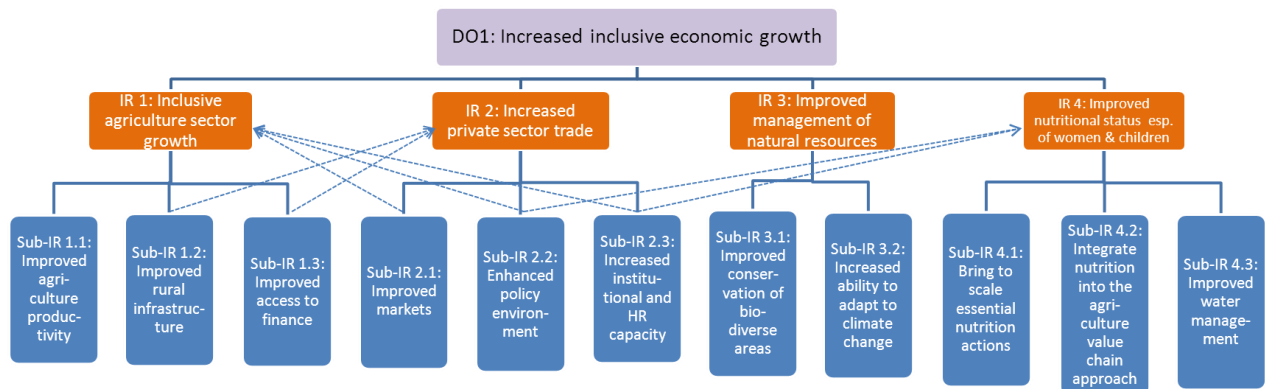 DO1: Increased inclusive economic growth
IR 1: Inclusive
agriculture sector
growth
IR 2: Increased
private sector trade
IR 3: Improved
management of
natural resources
IR 4: Improved
nutritional status esp.
of women & children
Sub-IR 1.1:
Improved
agri-
culture
produc-
tivity
Sub-IR 1.2:
Improved
rural
infrastruc-
ture
Sub-IR 1.3:
Improved
access to
finance
Sub-IR 2.1:
Improved
markets
Sub-IR 2.2:
Enhanced
policy
environ-
ment
Sub-IR 2.3:
Increased
institu-
tional and
HR
capacity
Sub-IR 3.1:
Improved
conser-
vation of
bio-
diverse
areas
Sub-IR 3.2:
Increased
ability to
adapt to
climate
change
Sub-IR 4.1:
Bring to
scale
essential
nutrition
actions
Sub-IR 4.2:
Integrate
nutrition
into the
agri-
culture
value
chain
approach
Sub-IR 4.3:
Improved
water
manage-
ment